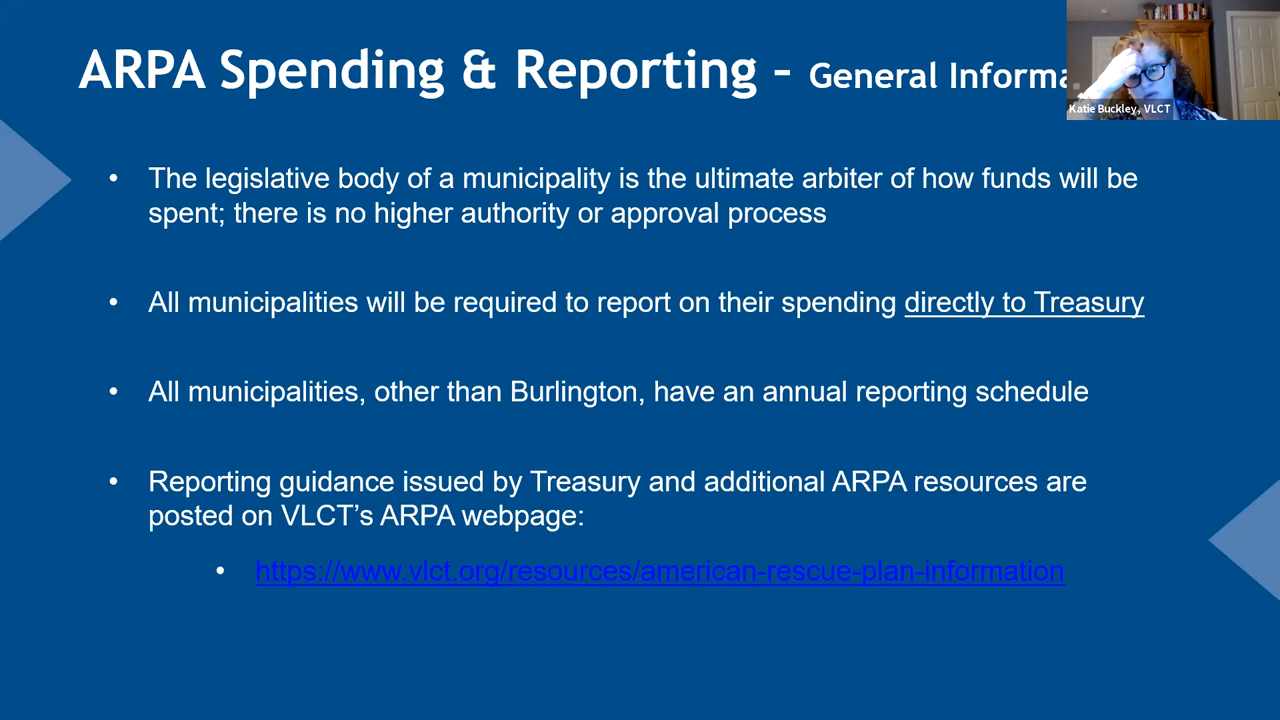 ARPA Spending & Reporting – General Informa
Katie Buckley, VLCT
• The legislative body of a municipality is the ultimate arbiter of how funds will be
spent; there is no higher authority or approval process
• All municipalities will be required to report on their spending directly to Treasury
• All municipalities, other than Burlington, have an annual reporting schedule
• Reporting guidance issued by Treasury and additional ARPA resources are
posted on VLCT’s ARPA webpage:
• https://www.vlct.org/resources/american-rescue-plan-information